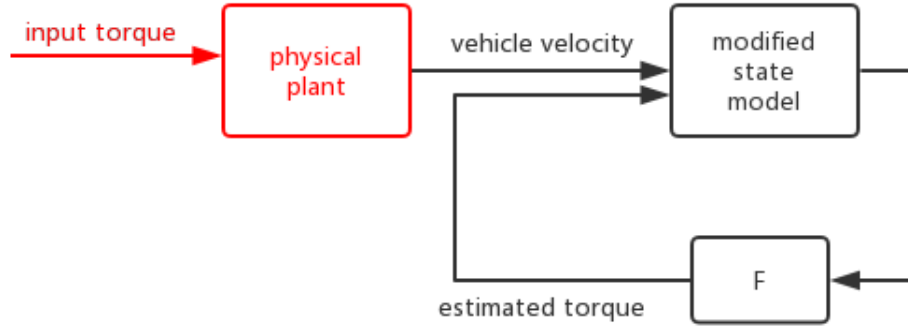 input torque
physical
plant
vehicle velocity
modified
state
model
F
estimated torque